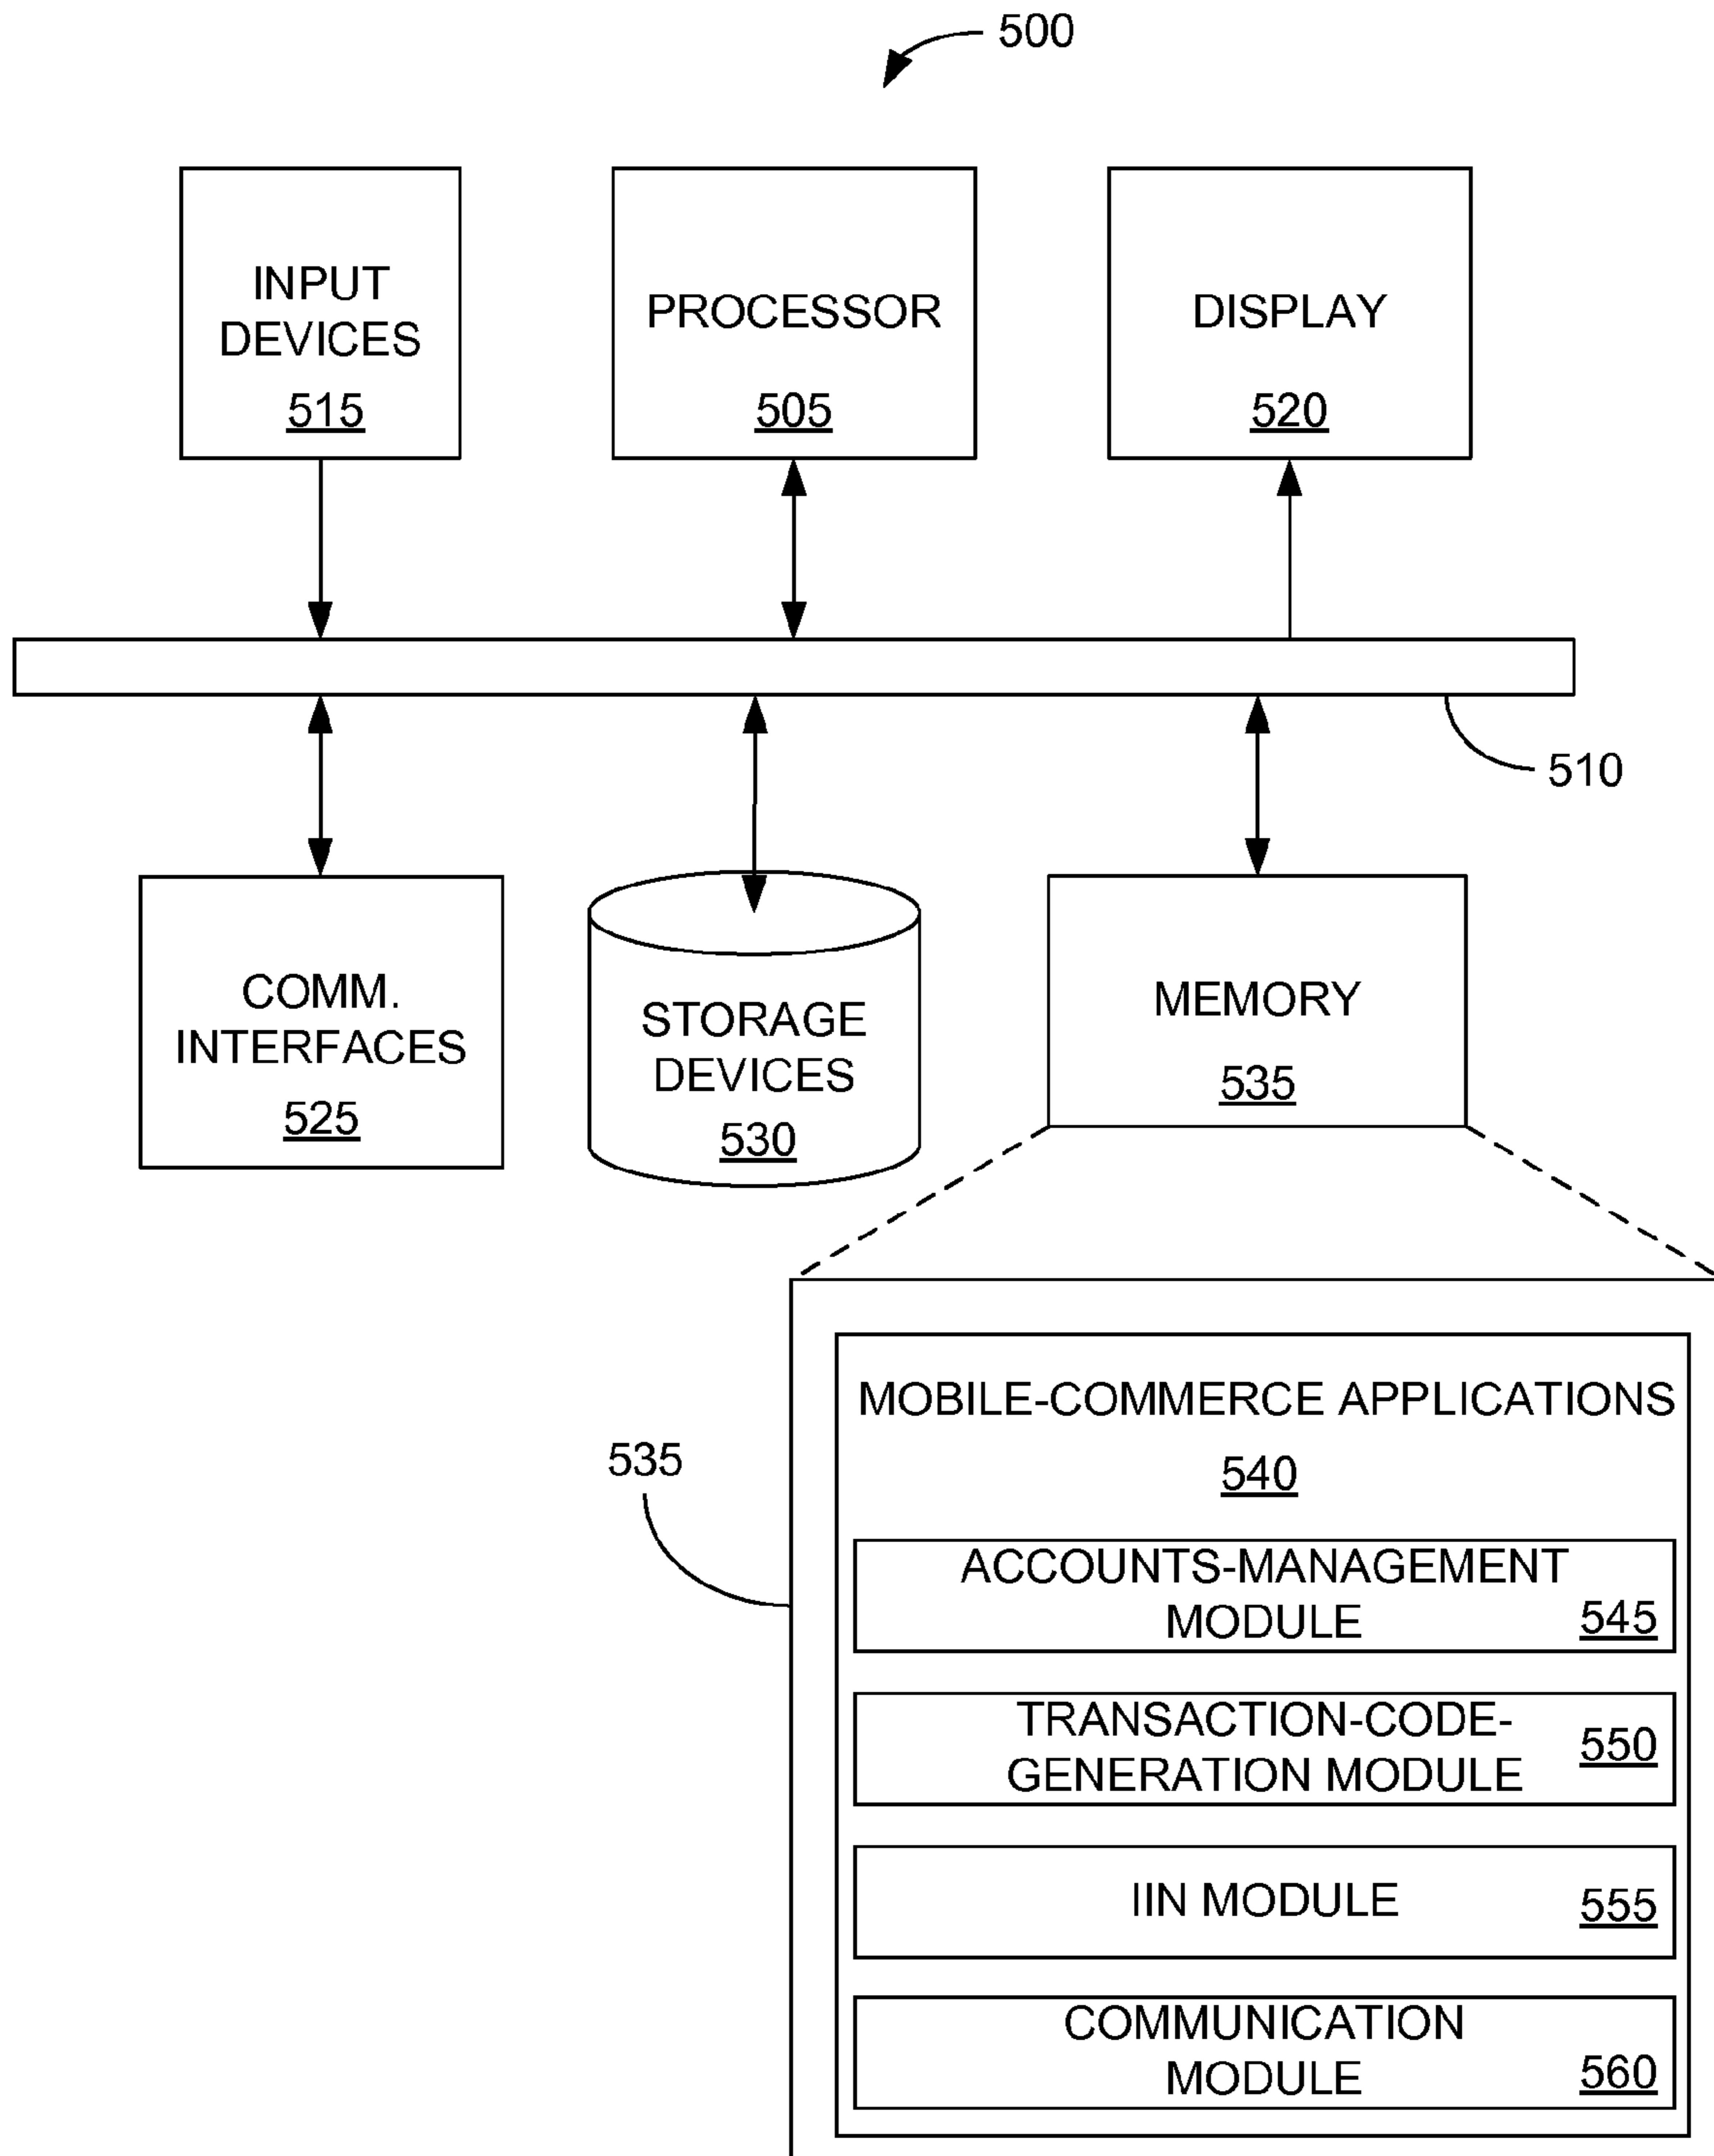 500
INPUT
DEVICES
515
PROCESSOR
505
DISPLAY
520
510
COMM.
INTERFACES
525
STORAGE
DEVICES
530
MEMORY
535
535
MOBILE-COMMERCE APPLICATIONS
540
ACCOUNTS-MANAGEMENT
MODULE
545
TRANSACTION-CODE-
GENERATION MODULE
550
IIN MODULE
555
COMMUNICATION
MODULE
560